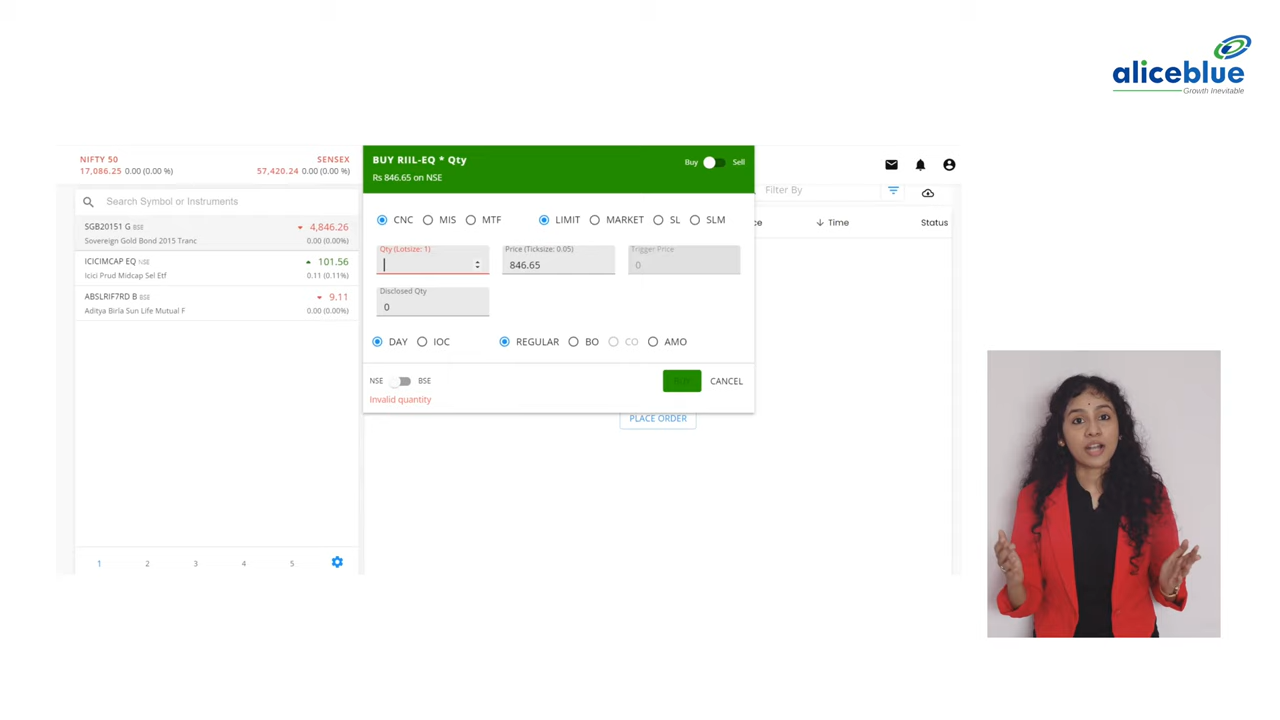 aliceblue
Growth Inevitable
NIFTY 50
17,086.25 0.00 (0.00 %)
SENSEX
57,420.24 0.00 (0.00%)
Search Symbol or Instruments
SGB20151 G BSE
4,846.26
Sovereign Gold Bond 2015 Tranc
0.00 (0.00%)
ICICIMCAP EQ NSE
101.56
Icici Prud Midcap Sel Etf
0.11 (0.11%)
ABSLRIF7RD B BSE
9.11
Aditya Birla Sun Life Mutual F
0.00 (0.00%)
1 2 3 4 5
BUY RIIL-EQ * Qty
Rs 846.65 on NSE
Buy Sell
CNC MIS MTF LIMIT MARKET SL SLM
Qty (Lotsize: 1)
Price (Ticksize: 0.05)
846.65
Trigger Price
0
Disclosed Qty
0
DAY IOC REGULAR BO CO AMO
NSE BSE
CANCEL
Invalid quantity
PLACE ORDER
Filter By
ce
Time
Status